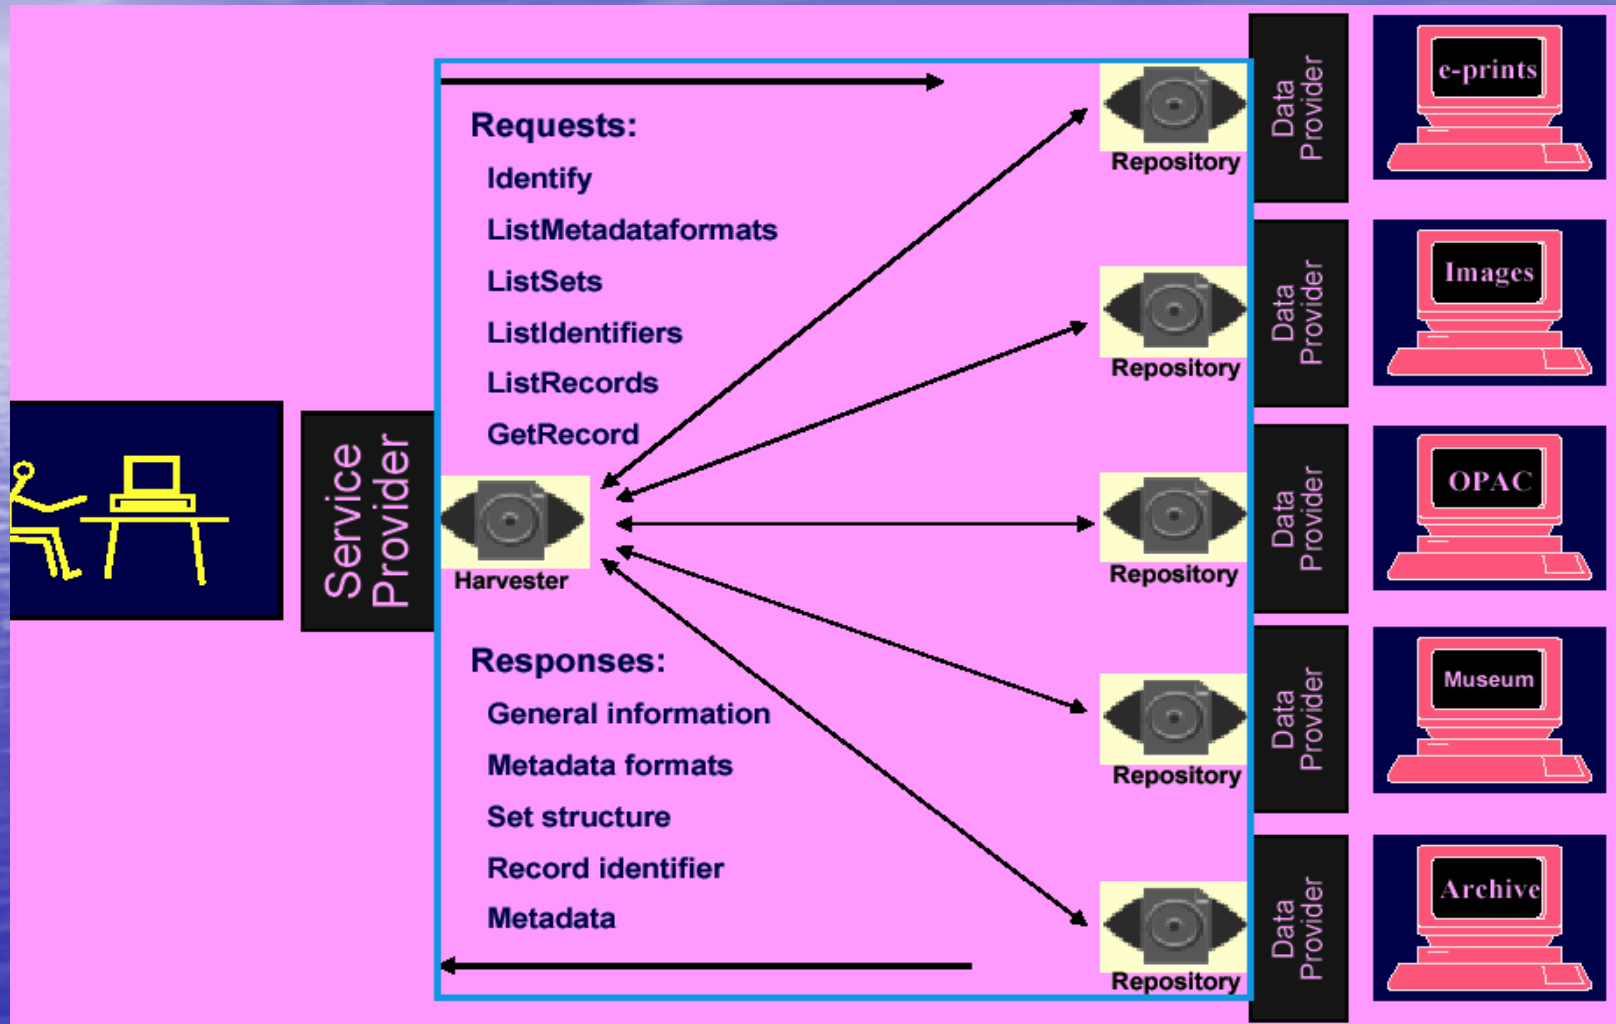 Requests:
Identify
ListMetadataformats
ListSets
ListIdentifiers
ListRecords
GetRecord
Service
Provider
Harvester
Responses:
General information
Metadata formats
Set structure
Record identifier
Metadata
Repository
Data
Provider
e-prints
Repository
Data
Provider
Images
Repository
Data
Provider
OPAC
Repository
Data
Provider
Museum
Repository
Data
Provider
Archive